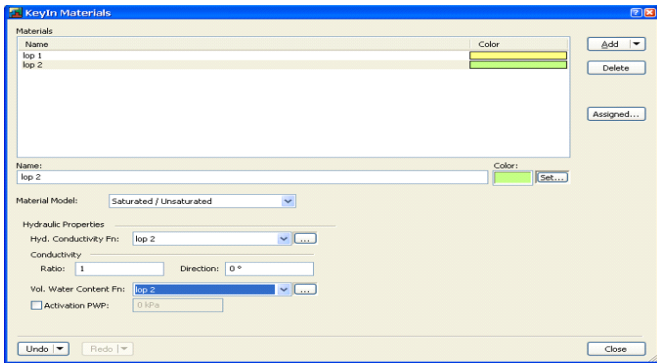 KeyIn Materials
Materials
Name Color
Add
lop 1
lop 2
Delete
Assigned...
Name: Color:
lop 2 Set...
Material Model: Saturated / Unsaturated
Hydraulic Properties
Hyd. Conductivity Fn: lop 2 ...
Conductivity
Ratio: 1 Direction: 0 °
Vol. Water Content Fn: lop 2 ...
Activation PWP: 0 kPa
Undo Redo Close